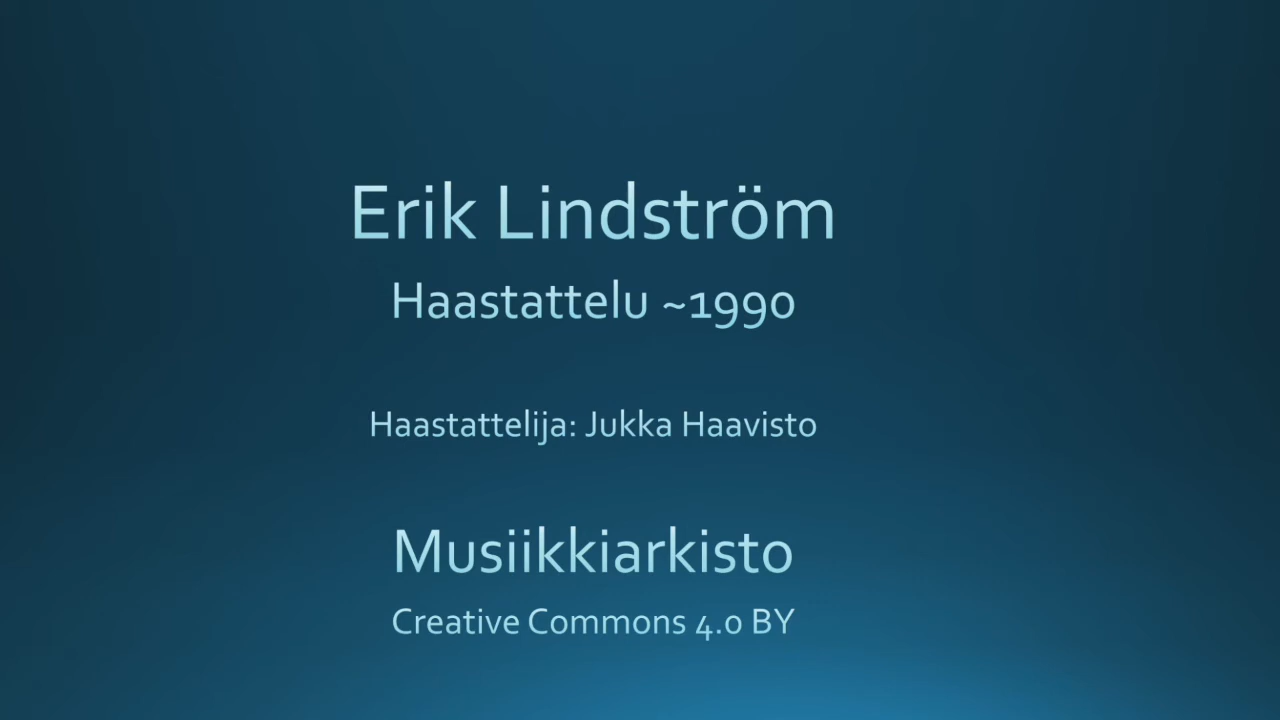 Erik Lindström
Haastattelu ~1990
Haastattelija: Jukka Haavisto
Musiikkiarkisto
Creative Commons 4.0 BY